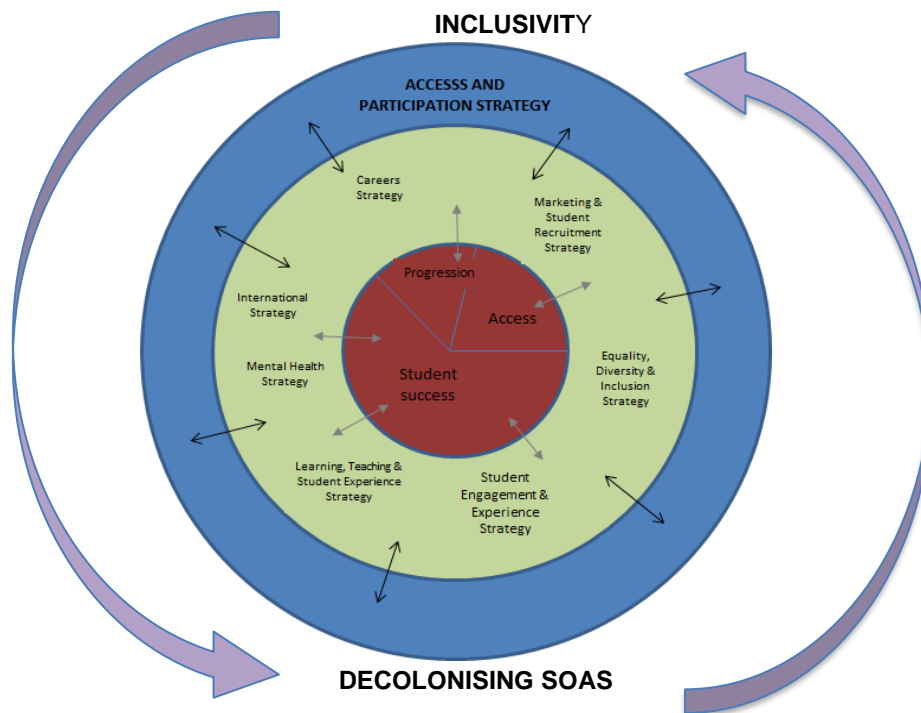 INCLUSIVITY
ACCESSS AND
PARTICIPATION STRATEGY
Careers
Strategy
Marketing &
Student
Recruitment
Strategy
Progression
Access
International
Strategy
Mental Health
Strategy
Equality,
Diversity &
Inclusion
Strategy
Student
success
Learning, Teaching &
Student Experience
Strategy
Student
Engagement &
Experience
Strategy
DECOLONISING SOAS